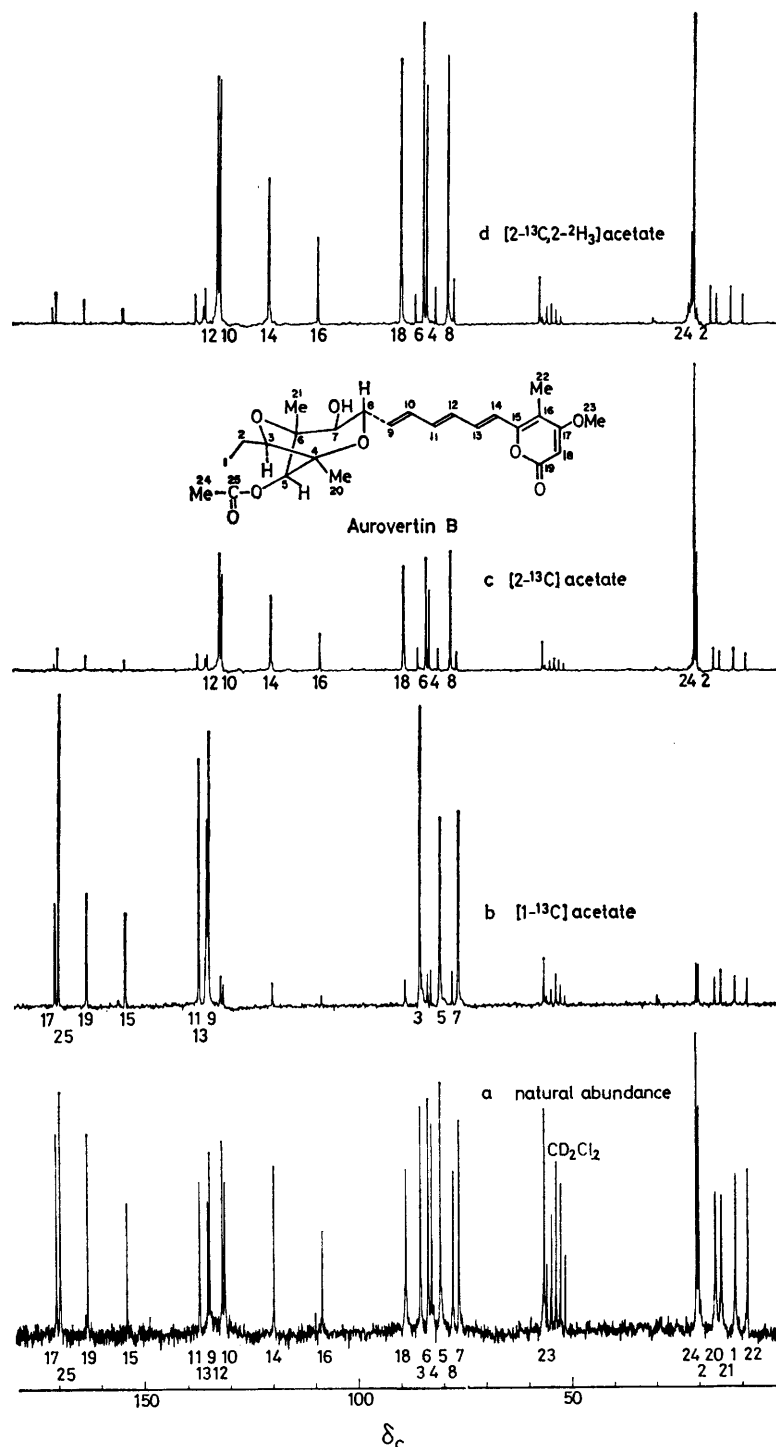 d [2-¹³C,2-²H₃] acetate
12 10 14 16 18 6 4 8 24 2
H
22
Me
21
Me
OH
8
10
12
14
16
23
OMe
O
2
3
6
7
9
11
13
15
17
1
H
4
O
O
18
24
Me
25
C
O
5
H
Me
20
19
O
O
Aurovertin B
c [2-¹³C] acetate
12 10 14 16 18 6 4 8 24 2
b [1-¹³C] acetate
17 19 15 11 9 3 5 7
25 13
a natural abundance
CD₂Cl₂
17 19 15 11 9 10 14 16 18 6 5 7 23 24 20 1 22
25 13 12 3 4 8 2 21
150 100 50
δc